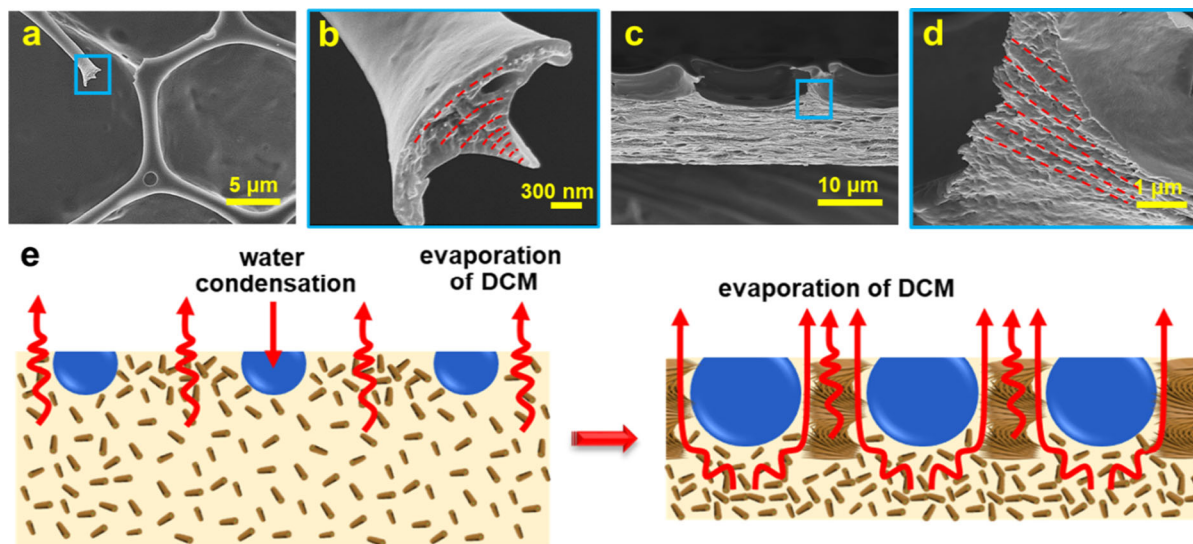 a
5 μm
b
300 nm
c
10 μm
d
1 μm
e
water
condensation
evaporation
of DCM
evaporation of DCM